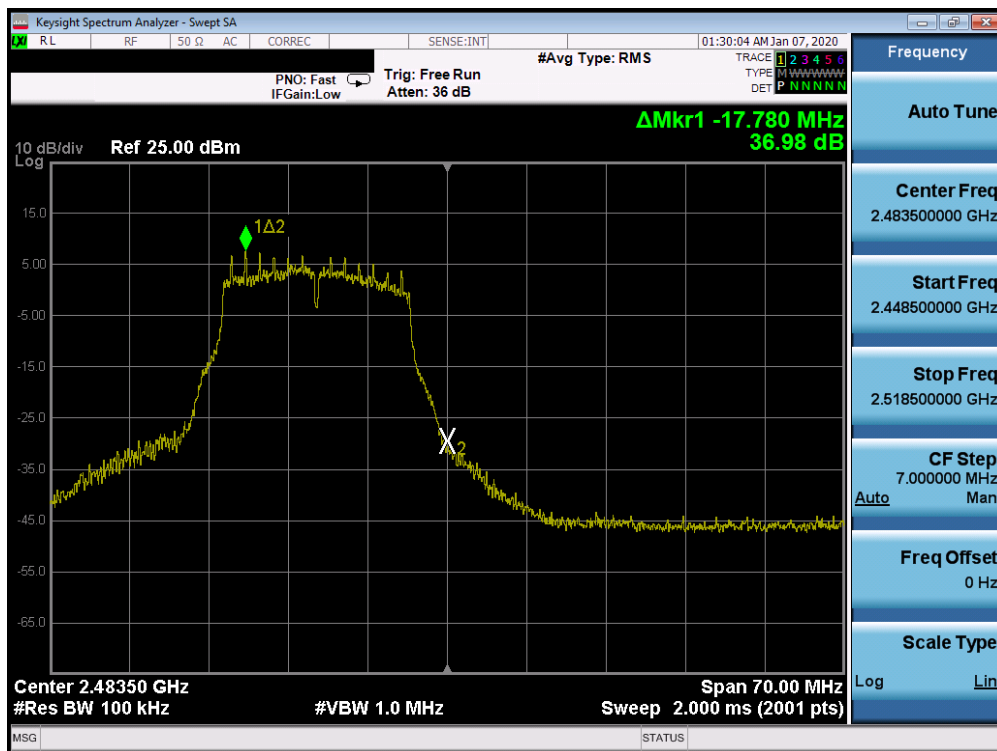 Keysight Spectrum Analyzer - Swept SA
LXI RL RF 50 Ω AC CORREC SENSE:INT 01:30:04 AM Jan 07, 2020
#Avg Type: RMS
TRACE 1 2 3 4 5 6
PNO: Fast Trig: Free Run
TYPE M WWWWW
IFGain:Low Atten: 36 dB
DET P N N N N N
ΔMkr1 -17.780 MHz
36.98 dB
10 dB/div Ref 25.00 dBm
Log
15.0
1Δ2
5.00
-5.00
-15.0
-25.0
X2
-35.0
-45.0
-55.0
-65.0
Center 2.48350 GHz Span 70.00 MHz
#Res BW 100 kHz #VBW 1.0 MHz Sweep 2.000 ms (2001 pts)
MSG STATUS
Frequency
Auto Tune
Center Freq
2.483500000 GHz
Start Freq
2.448500000 GHz
Stop Freq
2.518500000 GHz
CF Step
7.000000 MHz
Auto Man
Freq Offset
0 Hz
Scale Type
Log Lin